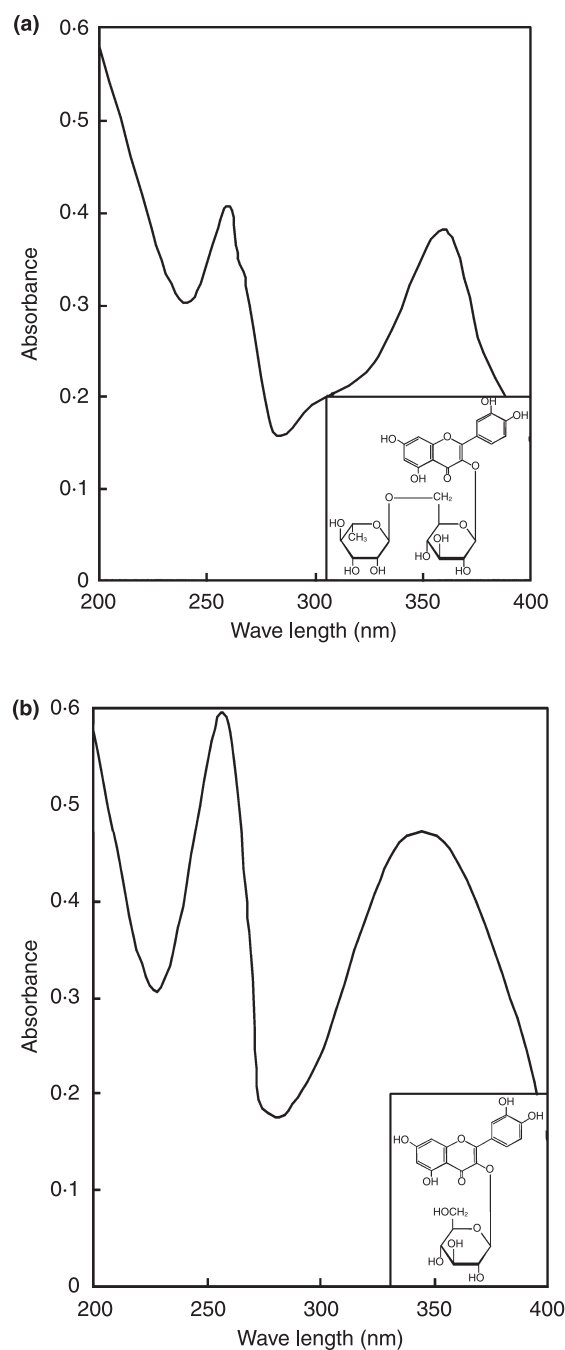 (a)
0·6
0·5
0·4
0·3
0·2
0·1
0
Absorbance
200 250 300 350 400
Wave length (nm)
OH
OH
HO
O
O
OH
O
O
CH₂
HO
O
CH₃
O
OH
HO
HO
OH
HO
(b)
0·6
0·5
0·4
0·3
0·2
0·1
0
Absorbance
200 250 300 350 400
Wave length (nm)
OH
OH
HO
O
O
OH
O
HOCH₂
O
OH
HO
HO